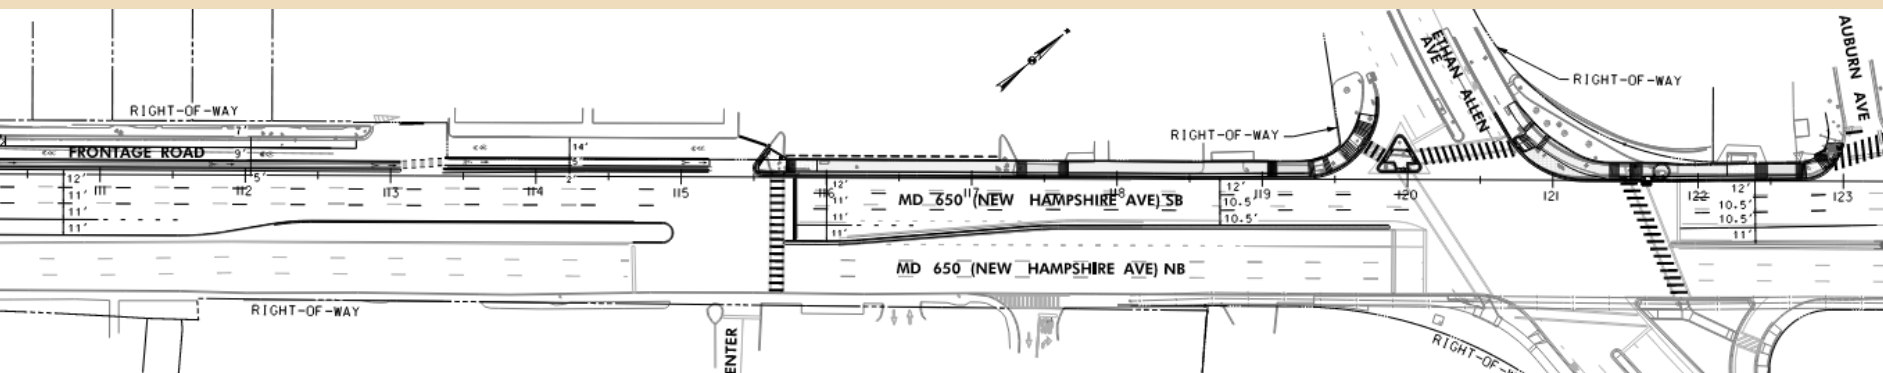 AUBURN AVE
ETHAN ALLEN
AVE
RIGHT-OF-WAY
RIGHT-OF-WAY
RIGHT-OF-WAY
7'
14'
FRONTAGE ROAD
9'
5'
5'
2'
12'
11'
11'
11'
111
112
113
114
115
116
117
118
119
120
121
122
123
12'
11'
11'
11'
MD 650 (NEW HAMPSHIRE AVE) SB
12'
10.5'
10.5'
12'
10.5'
10.5'
11'
MD 650 (NEW HAMPSHIRE AVE) NB
RIGHT-OF-WAY
ENTER
RIGHT-OF-W